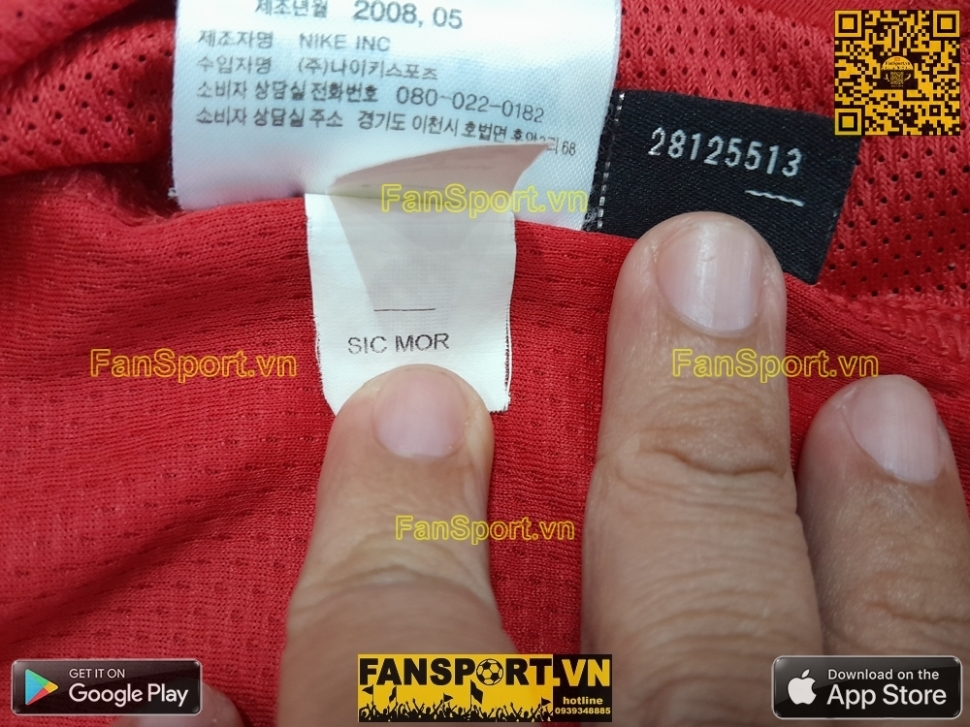 제조년월 2008, 05
제조자명 NIKE INC
수입자명 (주)나이키스포츠
소비자 상담실 전화번호 080-022-0182
소비자 상담실 주소 경기도 이천시 호법면 68
28125513
FanSport.vn
SIC MOR
FanSport.vn
FanSport.vn
FanSport.vn
GET IT ON
Google Play
FANSPORT.VN
hotline
0939348885
Download on the
App Store